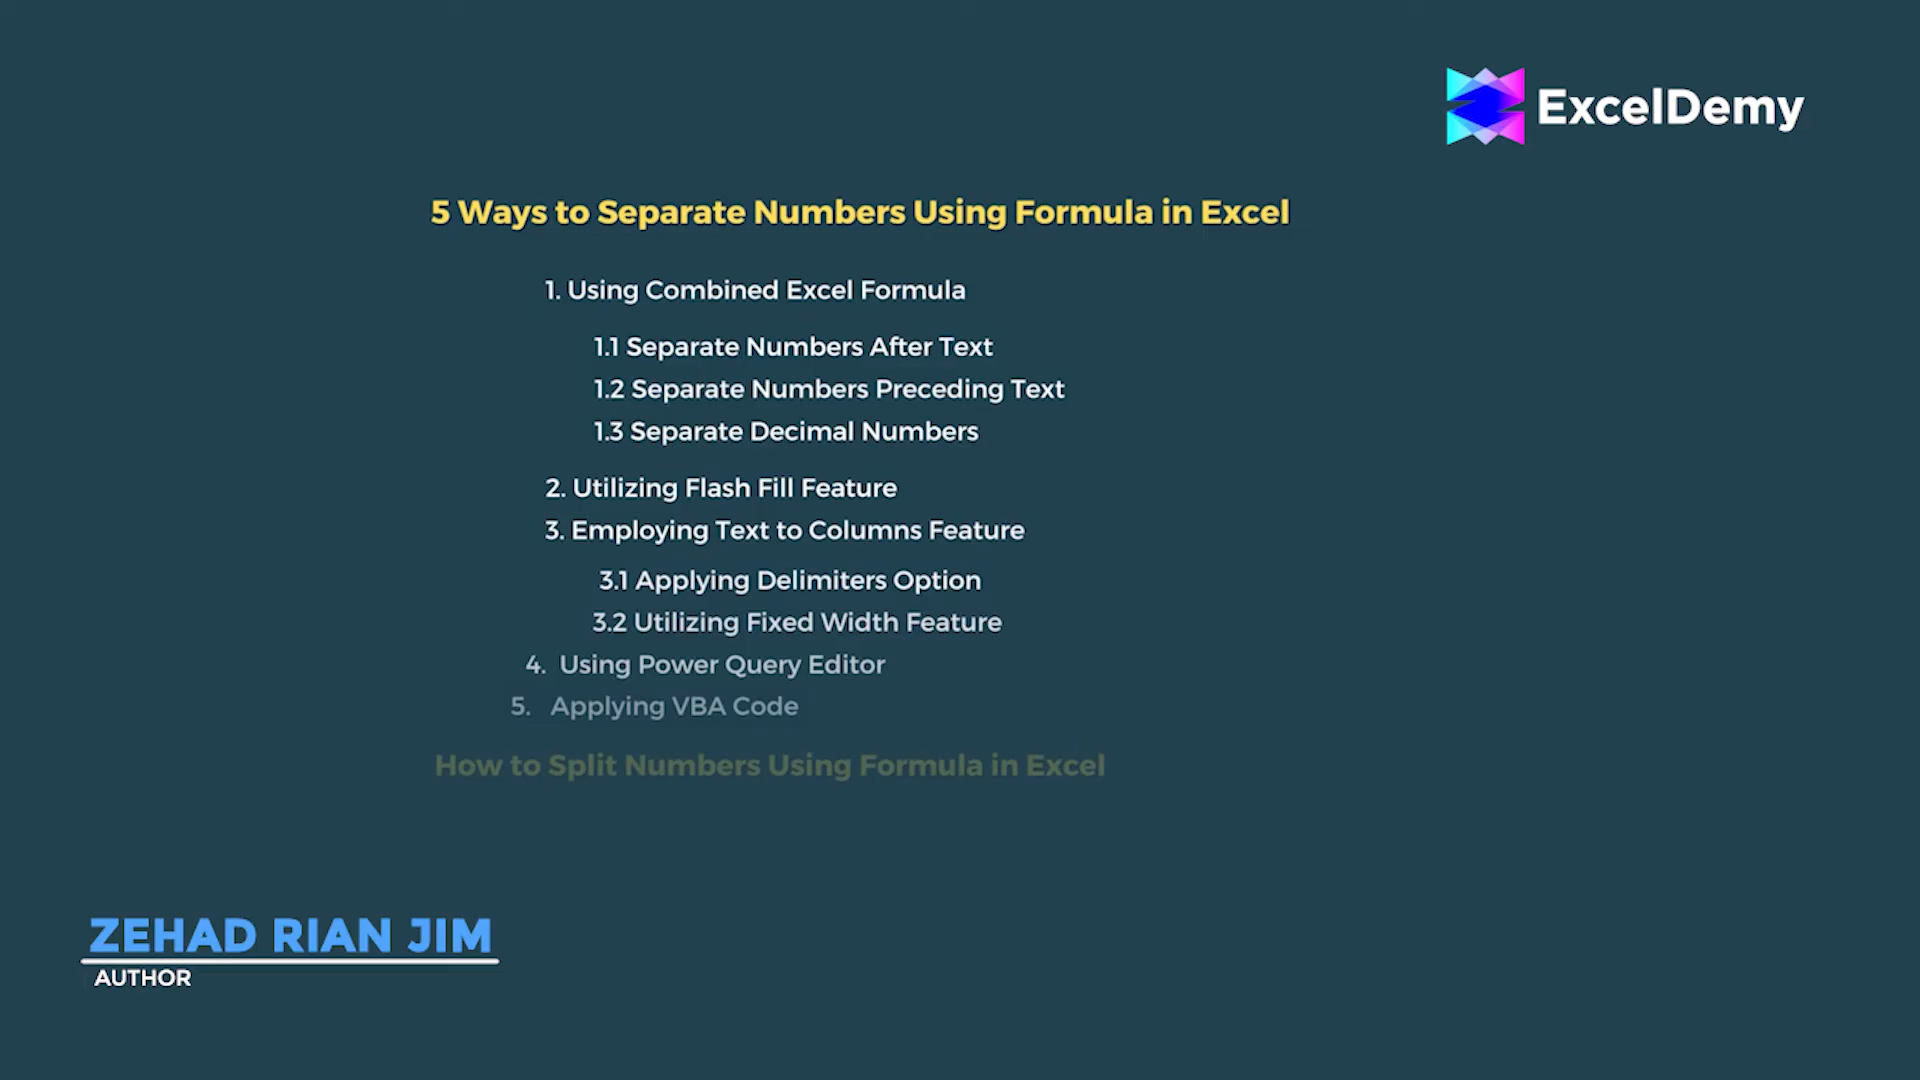 ExcelDemy
5 Ways to Separate Numbers Using Formula in Excel
1. Using Combined Excel Formula
1.1 Separate Numbers After Text
1.2 Separate Numbers Preceding Text
1.3 Separate Decimal Numbers
2. Utilizing Flash Fill Feature
3. Employing Text to Columns Feature
3.1 Applying Delimiters Option
3.2 Utilizing Fixed Width Feature
4. Using Power Query Editor
5. Applying VBA Code
How to Split Numbers Using Formula in Excel
ZEHAD RIAN JIM
AUTHOR